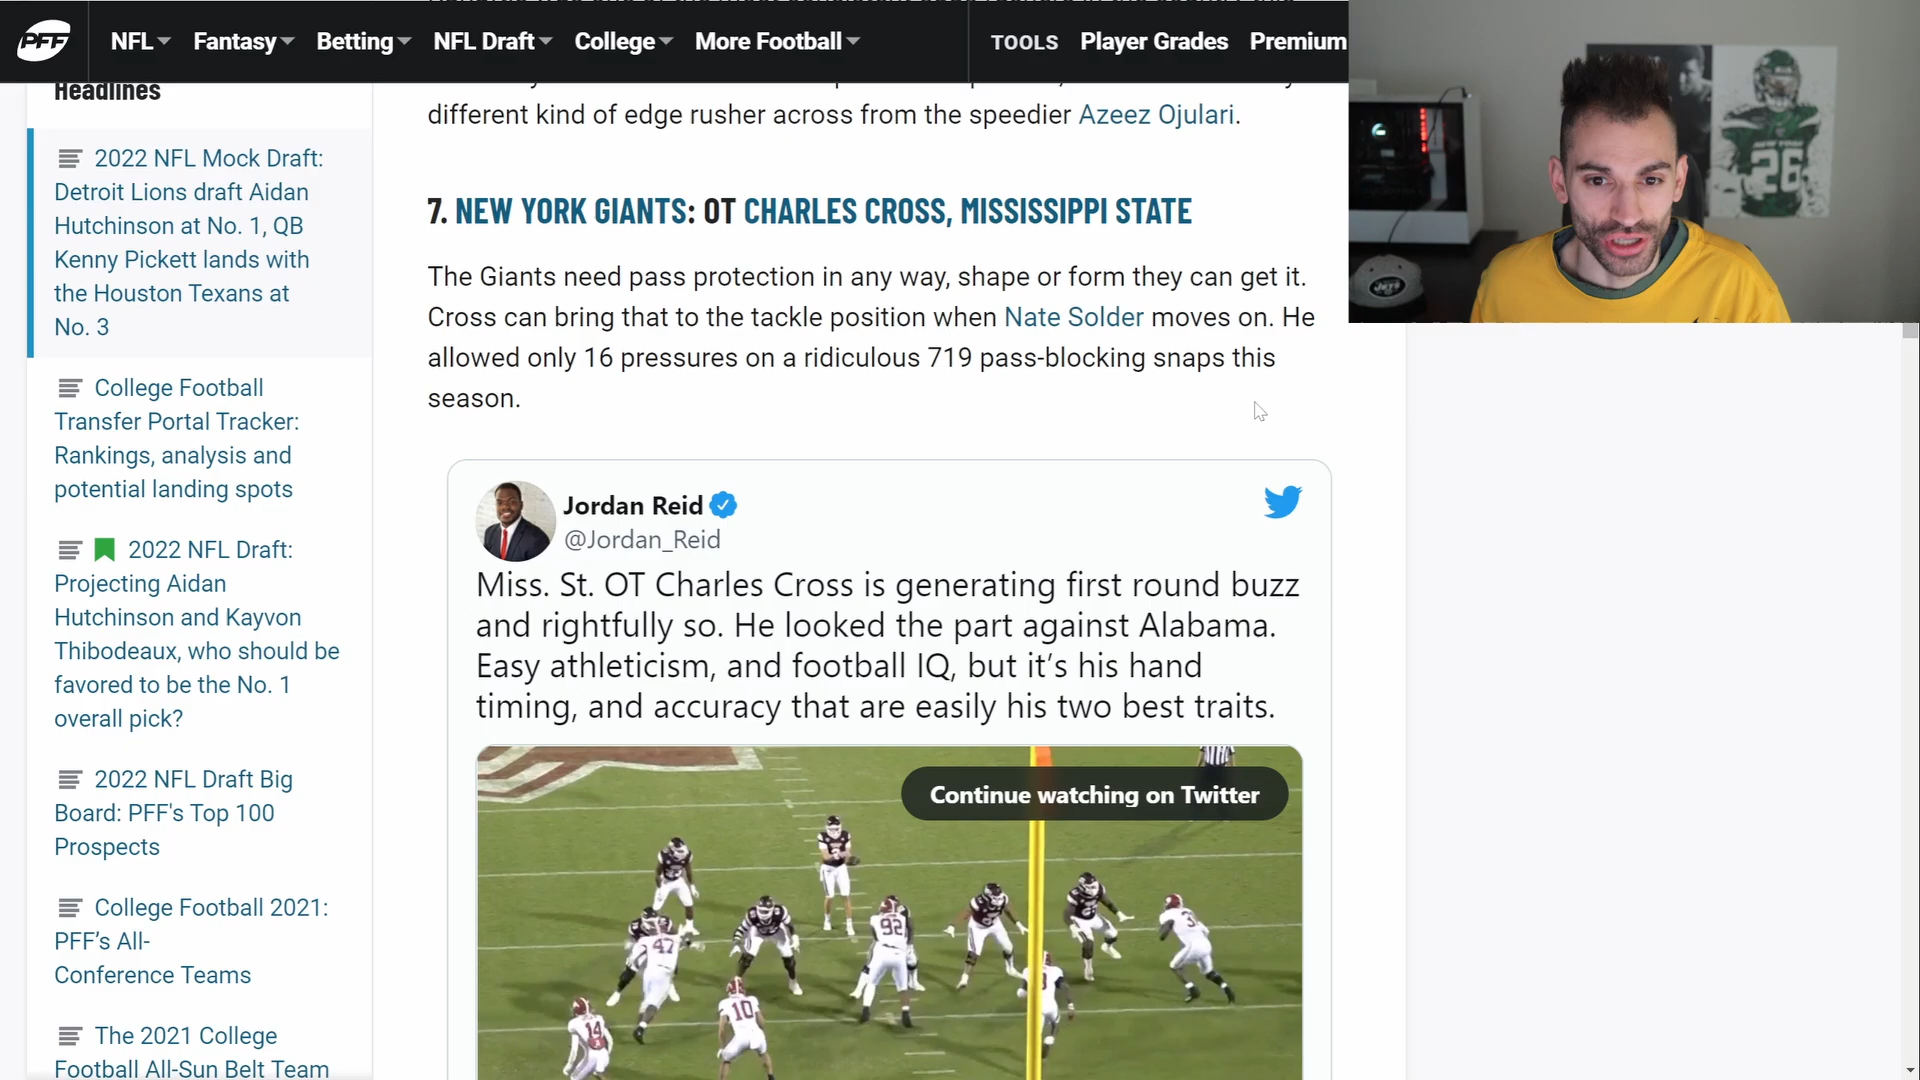 PFF
NFL
Fantasy
Betting
NFL Draft
College
More Football
TOOLS
Player Grades
Premium
Headlines
2022 NFL Mock Draft:
Detroit Lions draft Aidan
Hutchinson at No. 1, QB
Kenny Pickett lands with
the Houston Texans at
No. 3
College Football
Transfer Portal Tracker:
Rankings, analysis and
potential landing spots
2022 NFL Draft:
Projecting Aidan
Hutchinson and Kayvon
Thibodeaux, who should be
favored to be the No. 1
overall pick?
2022 NFL Draft Big
Board: PFF's Top 100
Prospects
College Football 2021:
PFF’s All-
Conference Teams
The 2021 College
Football All-Sun Belt Team
different kind of edge rusher across from the speedier Azeez Ojulari.
7. NEW YORK GIANTS: OT CHARLES CROSS, MISSISSIPPI STATE
The Giants need pass protection in any way, shape or form they can get it.
Cross can bring that to the tackle position when Nate Solder moves on. He
allowed only 16 pressures on a ridiculous 719 pass-blocking snaps this
season.
Jordan Reid
@Jordan_Reid
Miss. St. OT Charles Cross is generating first round buzz
and rightfully so. He looked the part against Alabama.
Easy athleticism, and football IQ, but it’s his hand
timing, and accuracy that are easily his two best traits.
Continue watching on Twitter
47
92
10
14
NEW YORK
26
JETS